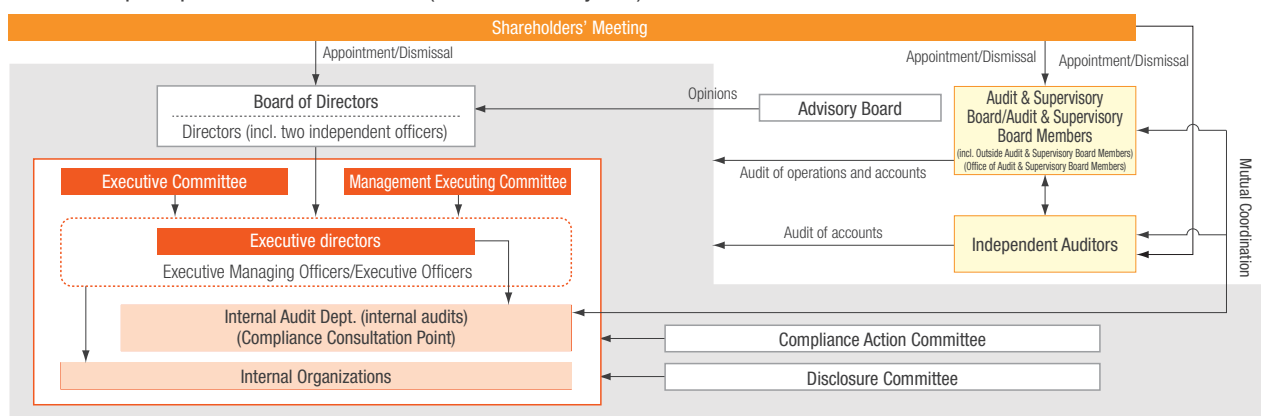 Shareholders' Meeting
Appointment/Dismissal
Appointment/Dismissal
Appointment/Dismissal
Board of Directors
Directors (incl. two independent officers)
Opinions
Advisory Board
Audit & Supervisory
Board/Audit & Supervisory
Board Members
(incl. Outside Audit & Supervisory Board Members)
(Office of Audit & Supervisory Board Members)
Executive Committee
Management Executing Committee
Audit of operations and accounts
Mutual Coordination
Executive directors
Executive Managing Officers/Executive Officers
Audit of accounts
Independent Auditors
Internal Audit Dept. (internal audits)
(Compliance Consultation Point)
Compliance Action Committee
Internal Organizations
Disclosure Committee